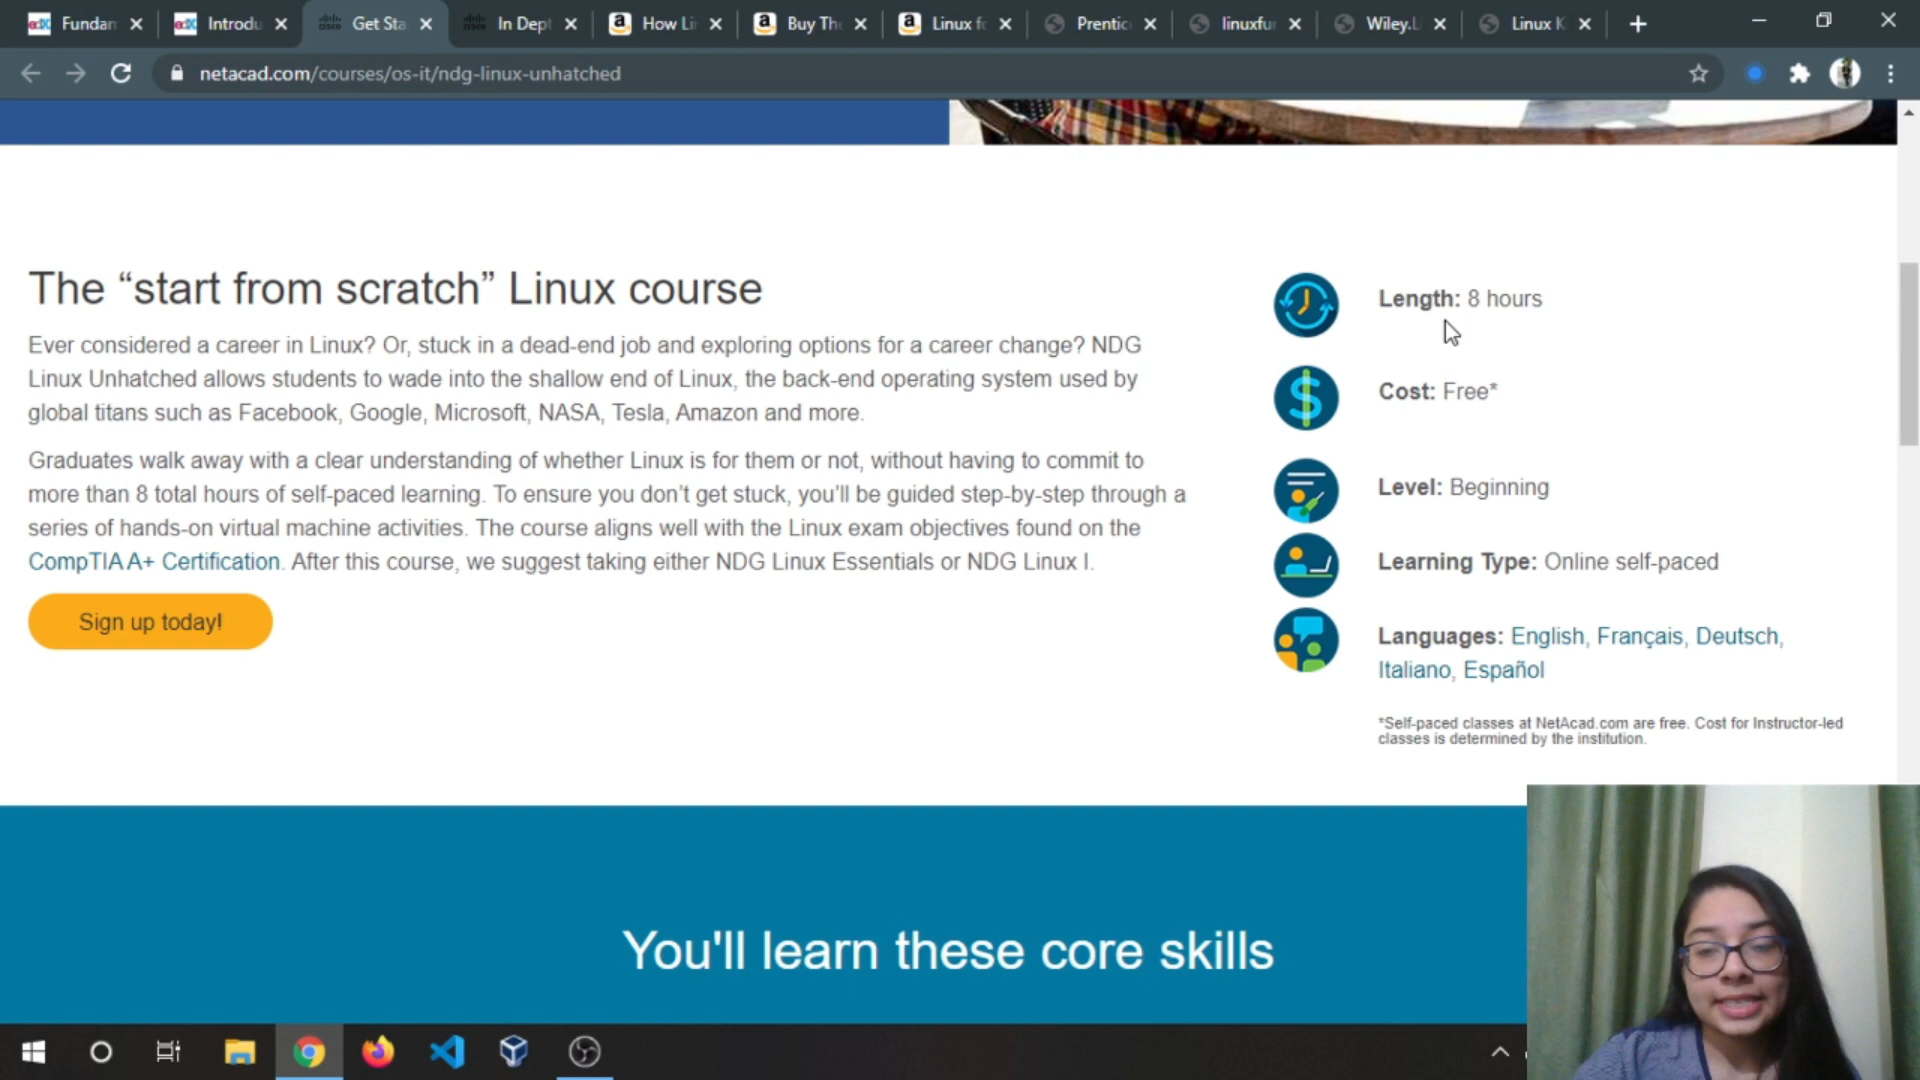 edX Fundam
edX Introdu
Get Sta
In Dept
How Li
Buy The
Linux fo
Prentic
linuxfu
Wiley.L
Linux K
netacad.com/courses/os-it/ndg-linux-unhatched
The “start from scratch” Linux course
Ever considered a career in Linux? Or, stuck in a dead-end job and exploring options for a career change? NDG
Linux Unhatched allows students to wade into the shallow end of Linux, the back-end operating system used by
global titans such as Facebook, Google, Microsoft, NASA, Tesla, Amazon and more.
Graduates walk away with a clear understanding of whether Linux is for them or not, without having to commit to
more than 8 total hours of self-paced learning. To ensure you don’t get stuck, you’ll be guided step-by-step through a
series of hands-on virtual machine activities. The course aligns well with the Linux exam objectives found on the
CompTIA A+ Certification. After this course, we suggest taking either NDG Linux Essentials or NDG Linux I.
Sign up today!
Length: 8 hours
Cost: Free*
Level: Beginning
Learning Type: Online self-paced
Languages: English, Français, Deutsch,
Italiano, Español
*Self-paced classes at NetAcad.com are free. Cost for Instructor-led
classes is determined by the institution.
You'll learn these core skills